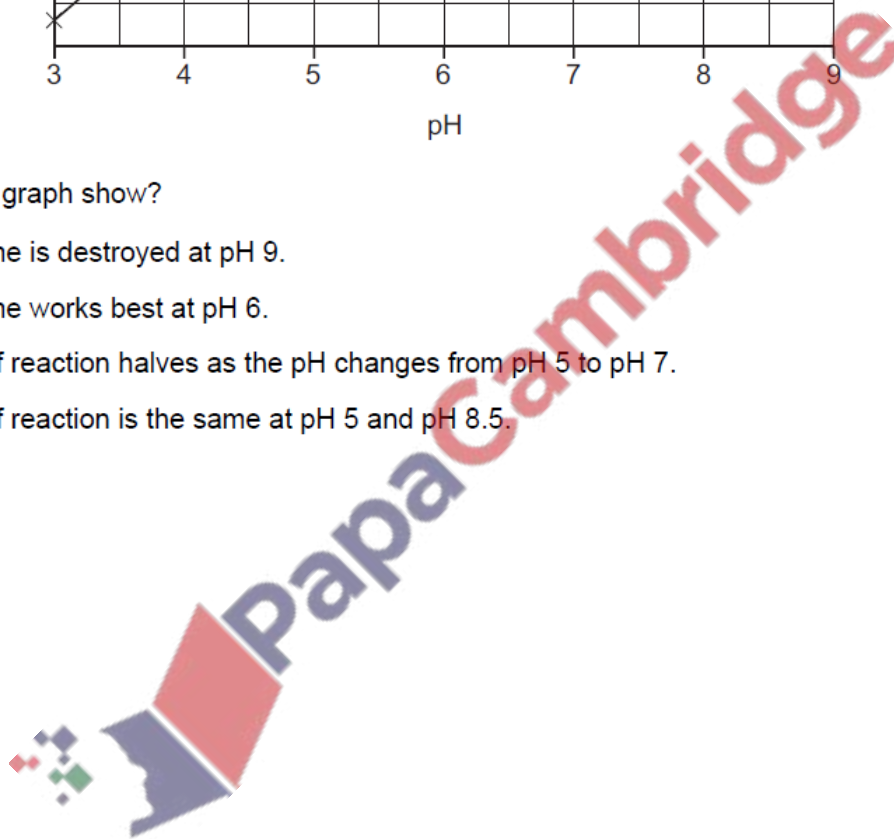 3 4 5 6 7 8 9
pH
graph show?
ne is destroyed at pH 9.
ne works best at pH 6.
f reaction halves as the pH changes from pH 5 to pH 7.
f reaction is the same at pH 5 and pH 8.5.
PapaCambridge